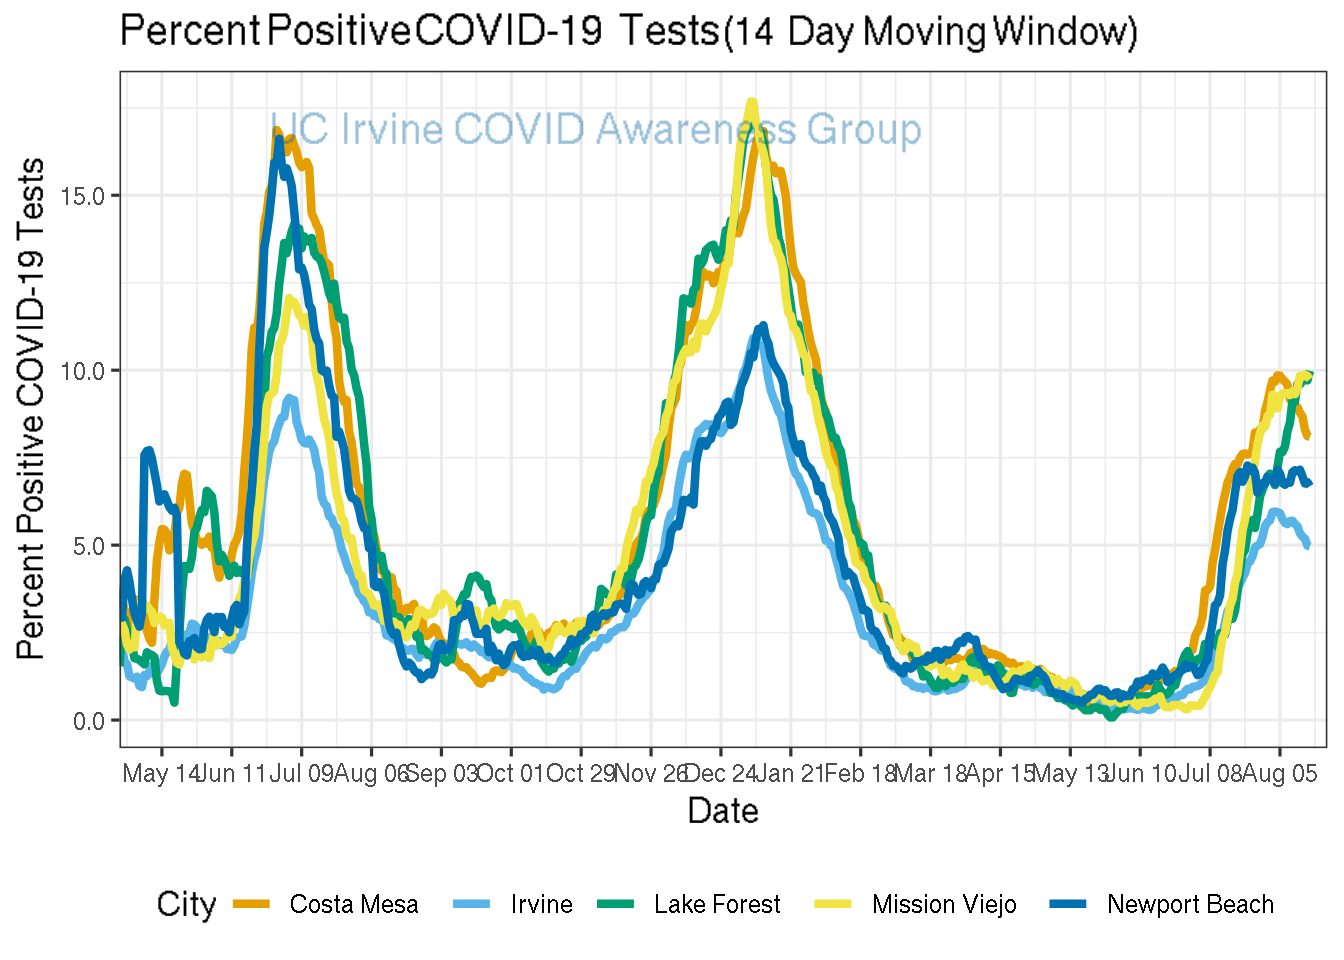 Percent Positive COVID-19 Tests (14 Day Moving Window)
UC Irvine COVID Awareness Group
Percent Positive COVID-19 Tests
15.0
10.0
5.0
0.0
May 14 Jun 11 Jul 09 Aug 06 Sep 03 Oct 01 Oct 29 Nov 26 Dec 24 Jan 21 Feb 18 Mar 18 Apr 15 May 13 Jun 10 Jul 08 Aug 05
Date
City Costa Mesa Irvine Lake Forest Mission Viejo Newport Beach